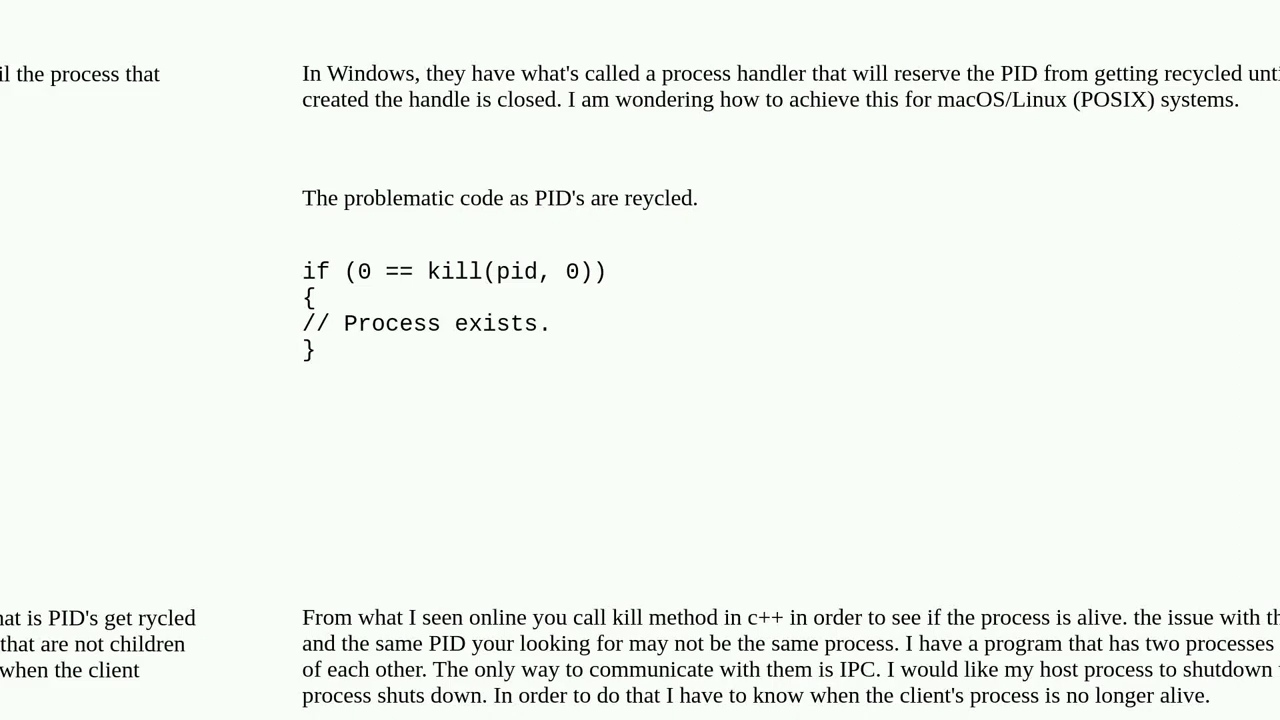 il the process that
In Windows, they have what's called a process handler that will reserve the PID from getting recycled unti
created the handle is closed. I am wondering how to achieve this for macOS/Linux (POSIX) systems.
The problematic code as PID's are reycled.
if (0 == kill(pid, 0))
{
// Process exists.
}
hat is PID's get rycled
that are not children
when the client
From what I seen online you call kill method in c++ in order to see if the process is alive. the issue with th
and the same PID your looking for may not be the same process. I have a program that has two processes
of each other. The only way to communicate with them is IPC. I would like my host process to shutdown
process shuts down. In order to do that I have to know when the client's process is no longer alive.